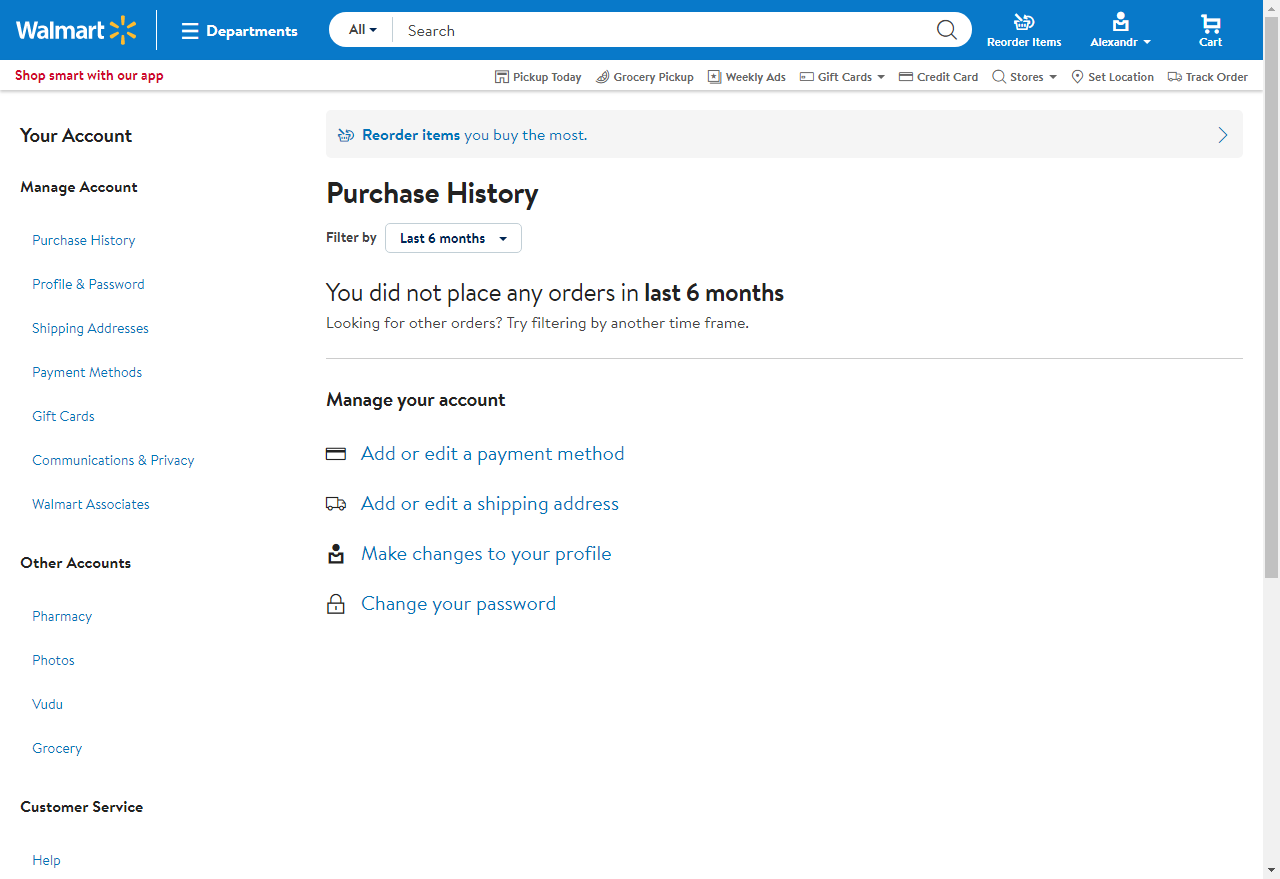 Walmart
Departments
All
Search
Reorder Items
Alexandr
Cart
Shop smart with our app
Pickup Today
Grocery Pickup
Weekly Ads
Gift Cards
Credit Card
Stores
Set Location
Track Order
Your Account
Manage Account
Purchase History
Profile & Password
Shipping Addresses
Payment Methods
Gift Cards
Communications & Privacy
Walmart Associates
Other Accounts
Pharmacy
Photos
Vudu
Grocery
Customer Service
Help
Reorder items you buy the most.
Purchase History
Filter by Last 6 months
You did not place any orders in last 6 months
Looking for other orders? Try filtering by another time frame.
Manage your account
Add or edit a payment method
Add or edit a shipping address
Make changes to your profile
Change your password